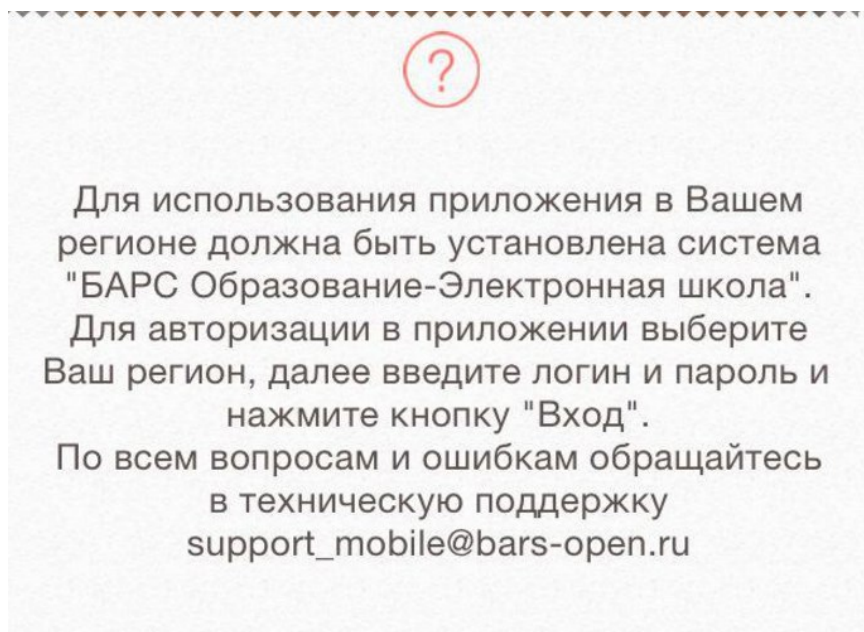 ?
Для использования приложения в Вашем
регионе должна быть установлена система
"БАРС Образование-Электронная школа".
Для авторизации в приложении выберите
Ваш регион, далее введите логин и пароль и
нажмите кнопку "Вход".
По всем вопросам и ошибкам обращайтесь
в техническую поддержку
support_mobile@bars-open.ru